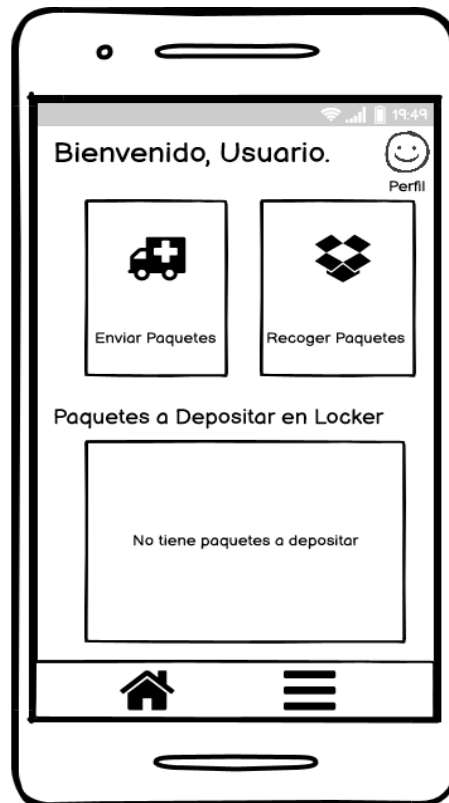 19:49
Bienvenido, Usuario.
Perfil
Enviar Paquetes
Recoger Paquetes
Paquetes a Depositar en Locker
No tiene paquetes a depositar